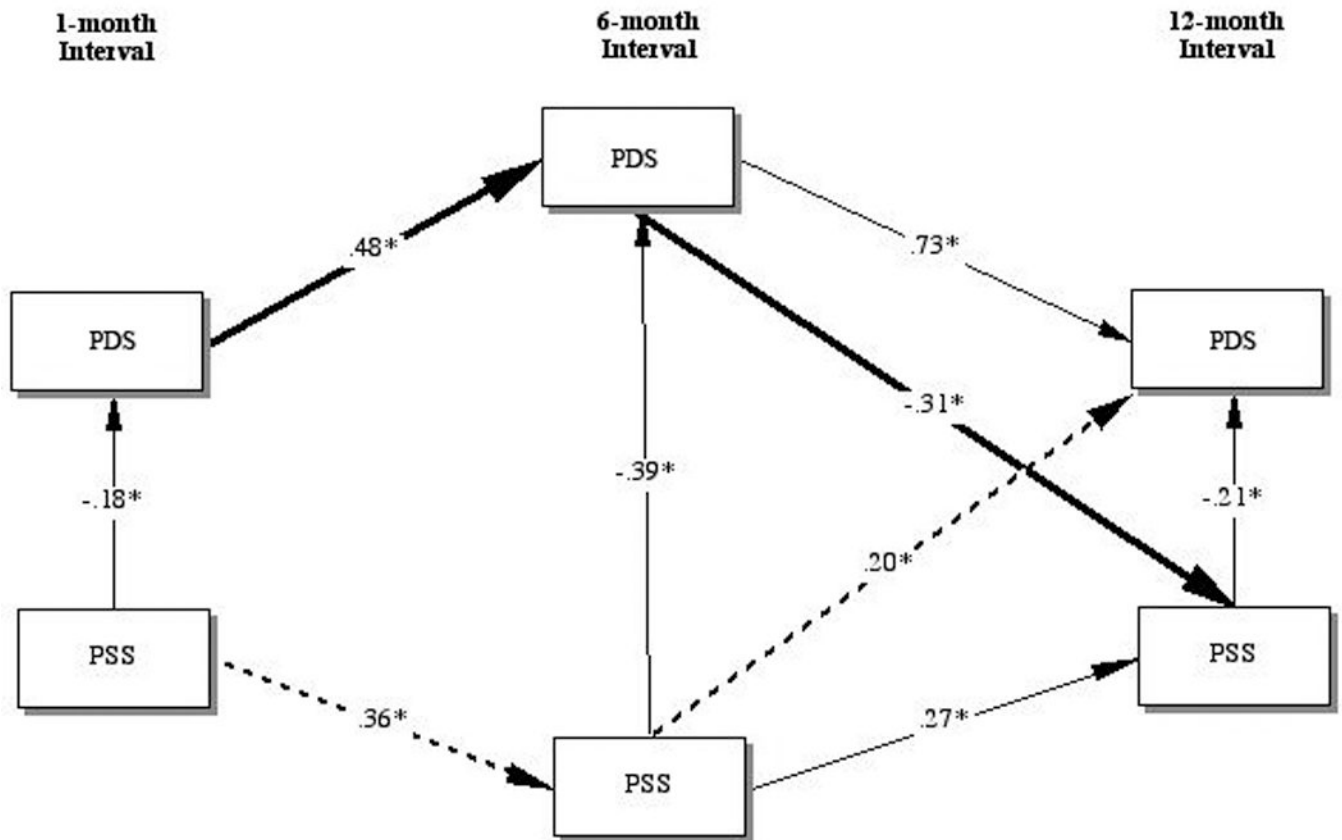 1-month
Interval
6-month
Interval
12-month
Interval
PDS
.48*
.73*
PDS
PDS
-.31*
-.39*
-.18*
-.21*
.20*
PSS
PSS
.36*
.27*
PSS